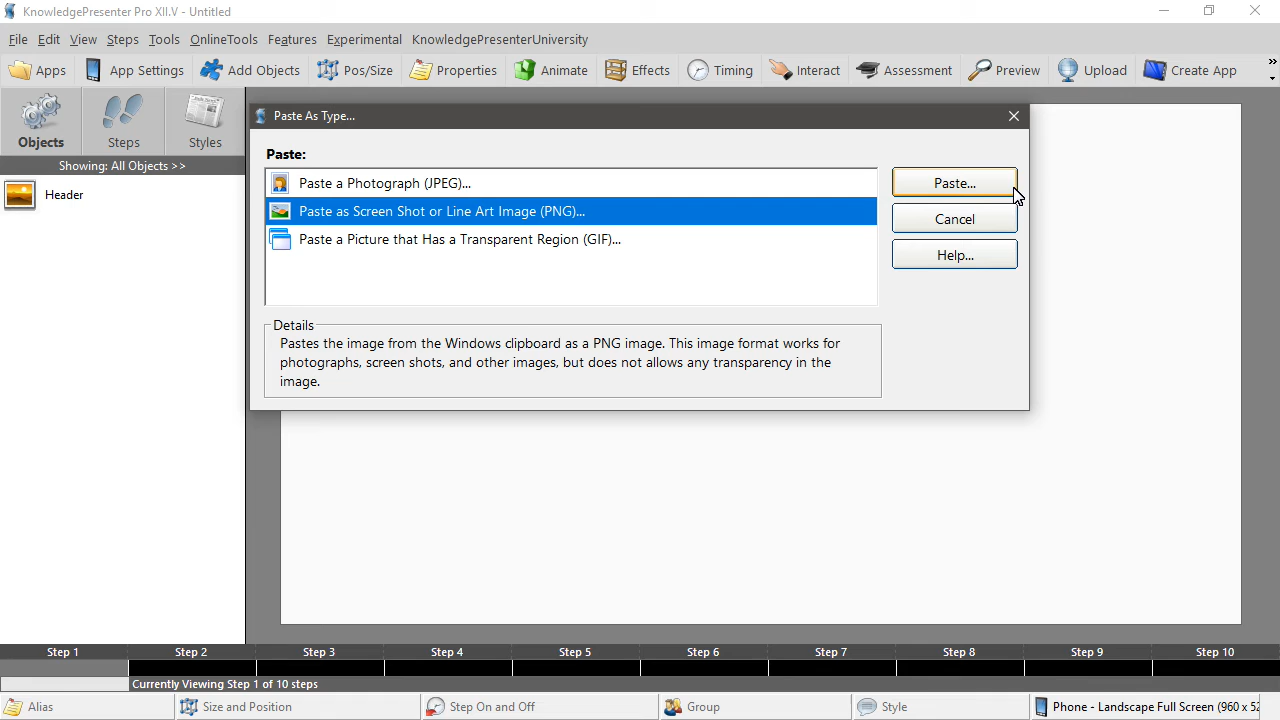 KnowledgePresenter Pro XII.V - Untitled
File Edit View Steps Tools OnlineTools Features Experimental KnowledgePresenterUniversity
Apps App Settings Add Objects Pos/Size Properties Animate Effects Timing Interact Assessment Preview Upload Create App »
Objects Steps Styles
Showing: All Objects >>
Header
Paste As Type...
Paste:
Paste a Photograph (JPEG)...
Paste as Screen Shot or Line Art Image (PNG)...
Paste a Picture that Has a Transparent Region (GIF)...
Paste...
Cancel
Help...
Details
Pastes the image from the Windows clipboard as a PNG image. This image format works for
photographs, screen shots, and other images, but does not allows any transparency in the
image.
Step 1 Step 2 Step 3 Step 4 Step 5 Step 6 Step 7 Step 8 Step 9 Step 10
Currently Viewing Step 1 of 10 steps
Alias Size and Position Step On and Off Group Style Phone - Landscape Full Screen (960 x